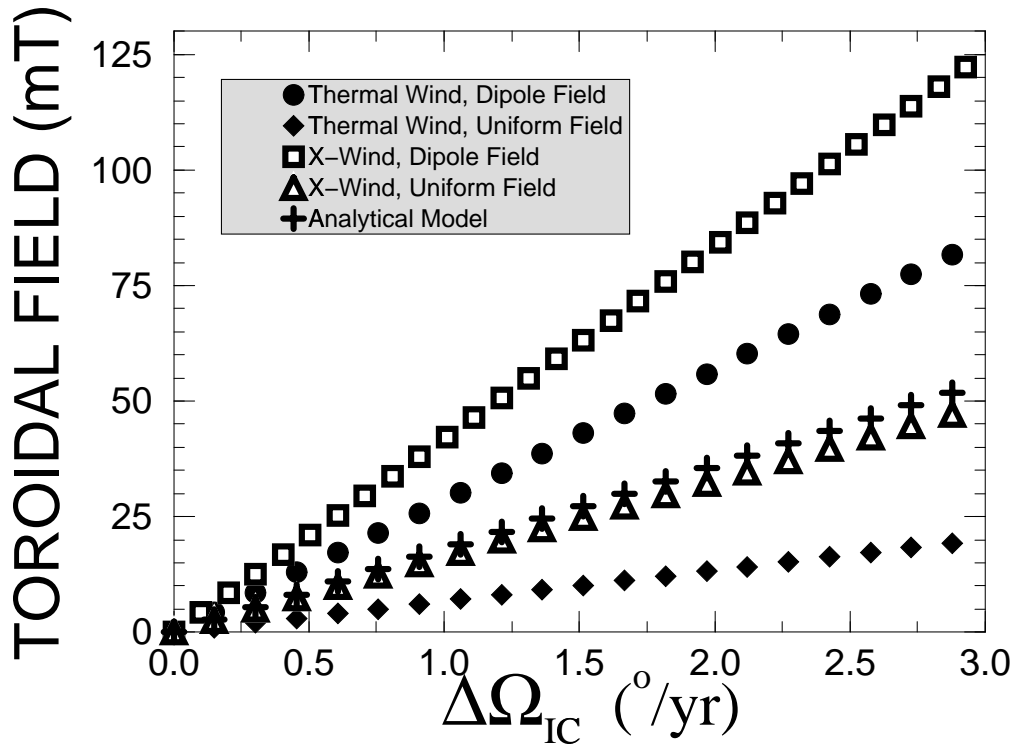 TOROIDAL FIELD (mT)
125
100
75
50
25
0
Thermal Wind, Dipole Field
Thermal Wind, Uniform Field
X−Wind, Dipole Field
X−Wind, Uniform Field
Analytical Model
0.0 0.5 1.0 1.5 2.0 2.5 3.0
ΔΩIC (o/yr)